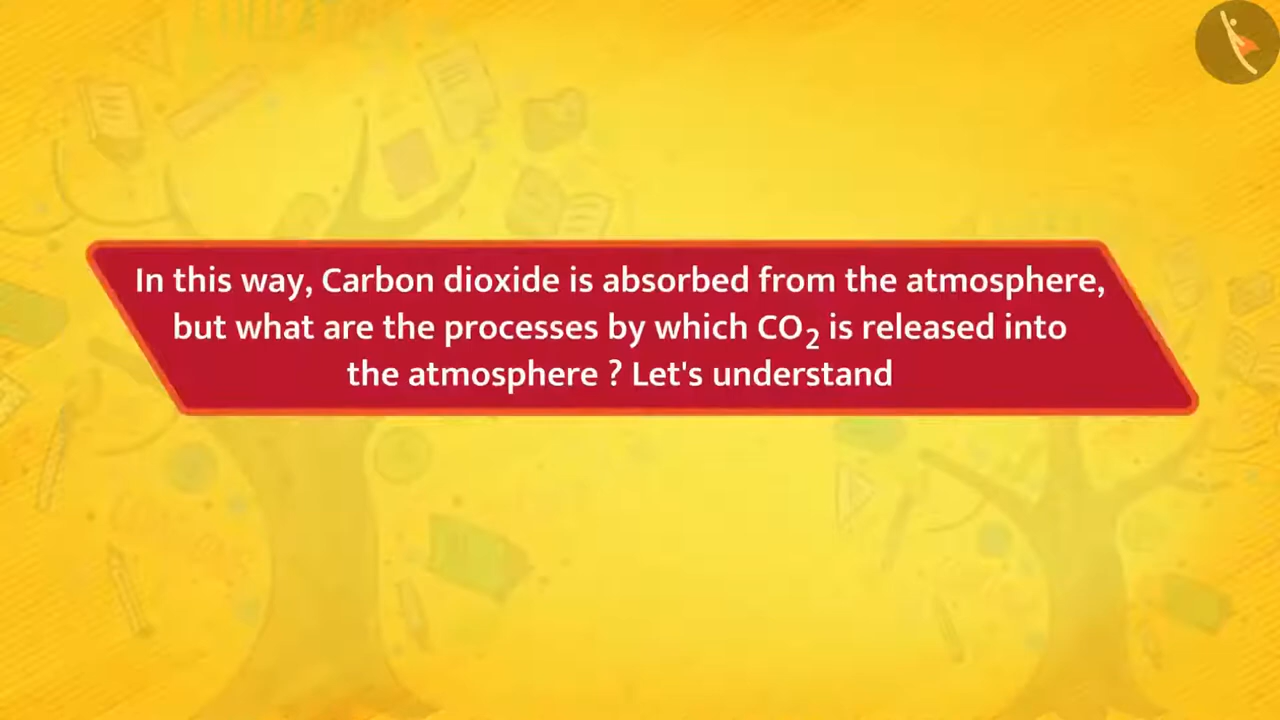 In this way, Carbon dioxide is absorbed from the atmosphere,
but what are the processes by which CO₂ is released into
the atmosphere ? Let's understand